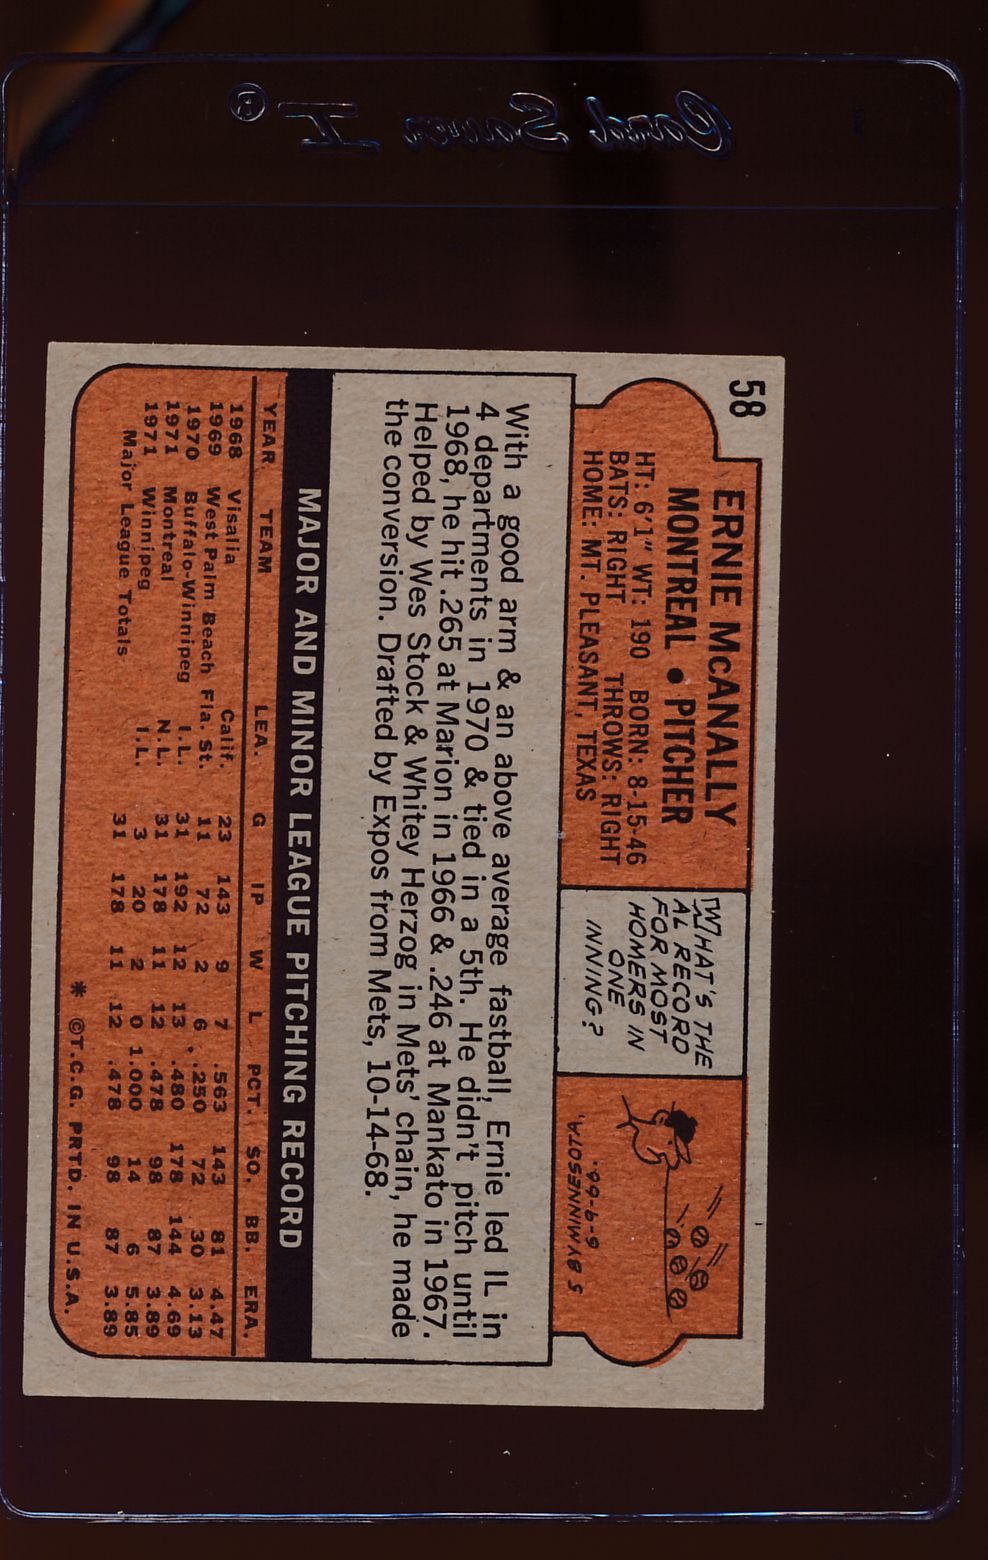 Card Saver I ®
58
ERNIE McANALLY
MONTREAL • PITCHER
HT: 6'1" WT: 190 BORN: 8-15-46
BATS: RIGHT THROWS: RIGHT
HOME: MT. PLEASANT, TEXAS
WHAT'S THE
AL RECORD
FOR MOST
HOMERS IN
ONE
INNING?
5 BY MINNESOTA,
6-9-66.
With a good arm & an above average fastball, Ernie led IL in
4 departments in 1970 & tied in a 5th. He didn't pitch until
1968, he hit .265 at Marion in 1966 & .246 at Mankato in 1967.
Helped by Wes Stock & Whitey Herzog in Mets' chain, he made
the conversion. Drafted by Expos from Mets, 10-14-68.
MAJOR AND MINOR LEAGUE PITCHING RECORD
YEAR TEAM LEA. G IP W L PCT. SO. BB. ERA.
1968 Visalia Calif. 23 143 9 7 .563 143 81 4.47
1969 West Palm Beach Fla. St. 11 72 2 6 .250 72 30 3.13
1970 Buffalo-Winnipeg I.L. 31 192 12 13 .480 178 144 4.69
1971 Montreal N.L. 31 178 11 12 .478 98 87 3.89
1971 Winnipeg I.L. 3 20 2 0 1.000 14 6 5.85
Major League Totals 31 178 11 12 .478 98 87 3.89
* ©T.C.G. PRTD. IN U.S.A.